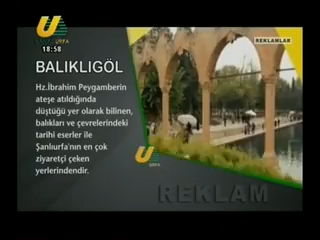 URFA
18:58
REKLAMLAR
BALIKLIGÖL
Hz.İbrahim Peygamberin
ateşe atıldığında
düştüğü yer olarak bilinen,
balıkları ve çevrelerindeki
tarihi eserler ile
Şanlıurfa'nın en çok
ziyaretçi çeken
yerlerindendir.
REKLAM